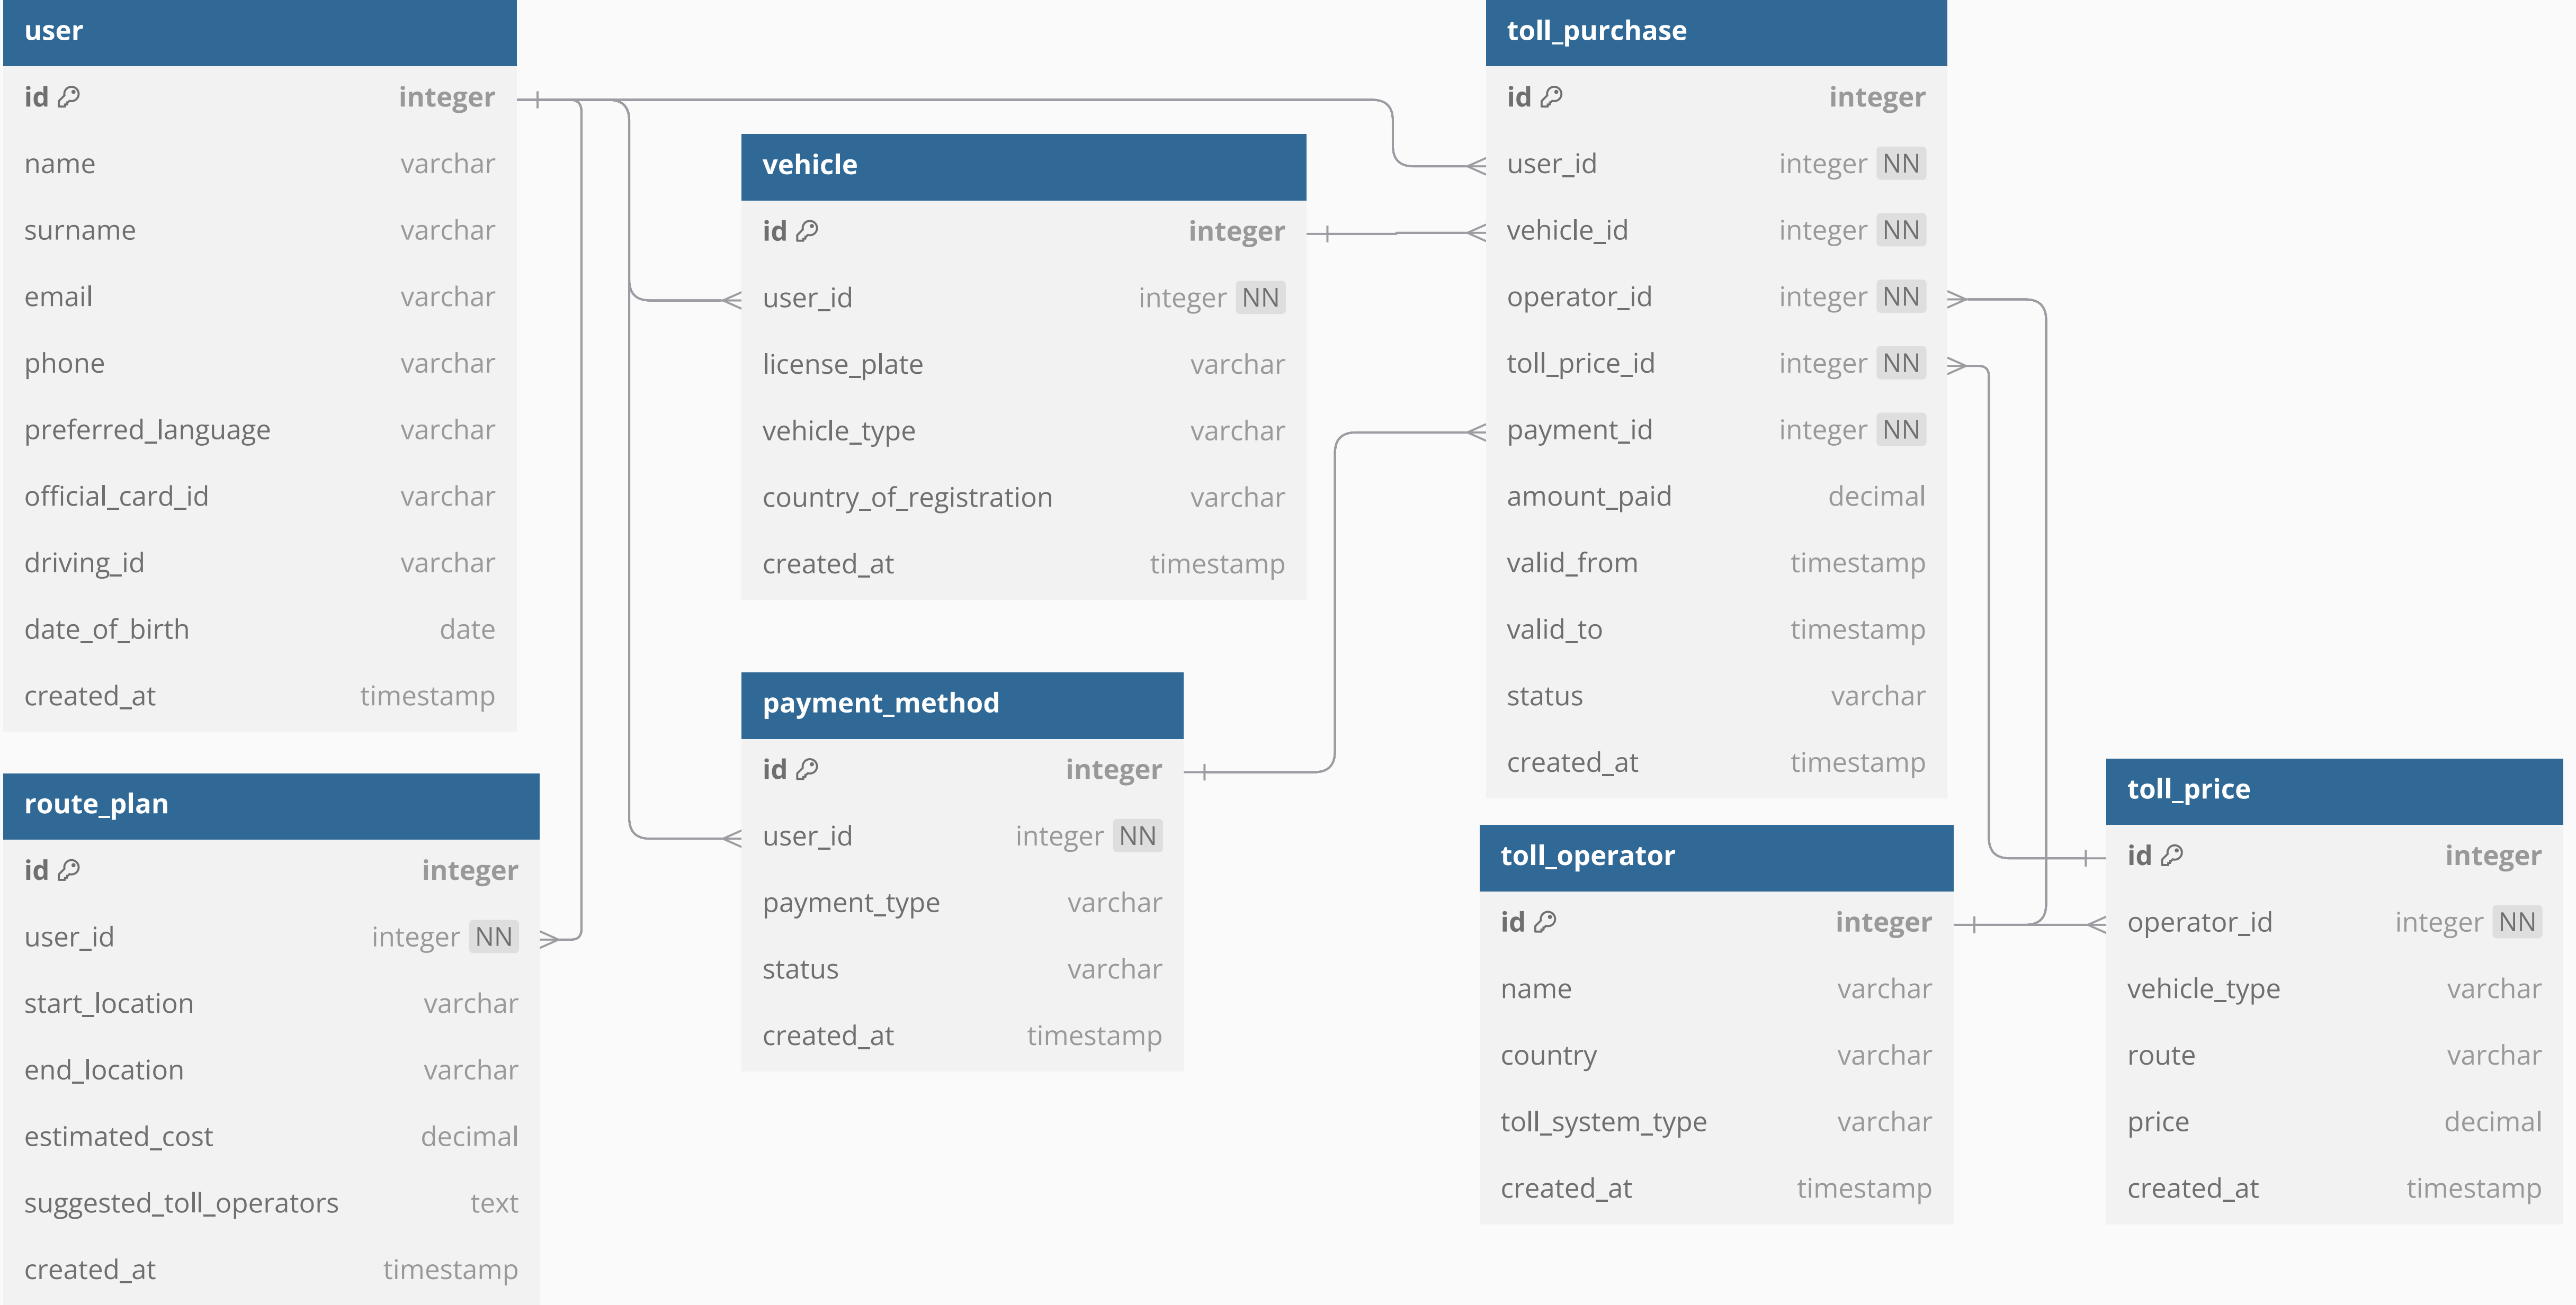 user
id integer
name varchar
surname varchar
email varchar
phone varchar
preferred_language varchar
official_card_id varchar
driving_id varchar
date_of_birth date
created_at timestamp
route_plan
id integer
user_id integer NN
start_location varchar
end_location varchar
estimated_cost decimal
suggested_toll_operators text
created_at timestamp
vehicle
id integer
user_id integer NN
license_plate varchar
vehicle_type varchar
country_of_registration varchar
created_at timestamp
payment_method
id integer
user_id integer NN
payment_type varchar
status varchar
created_at timestamp
toll_purchase
id integer
user_id integer NN
vehicle_id integer NN
operator_id integer NN
toll_price_id integer NN
payment_id integer NN
amount_paid decimal
valid_from timestamp
valid_to timestamp
status varchar
created_at timestamp
toll_operator
id integer
name varchar
country varchar
toll_system_type varchar
created_at timestamp
toll_price
id integer
operator_id integer NN
vehicle_type varchar
route varchar
price decimal
created_at timestamp